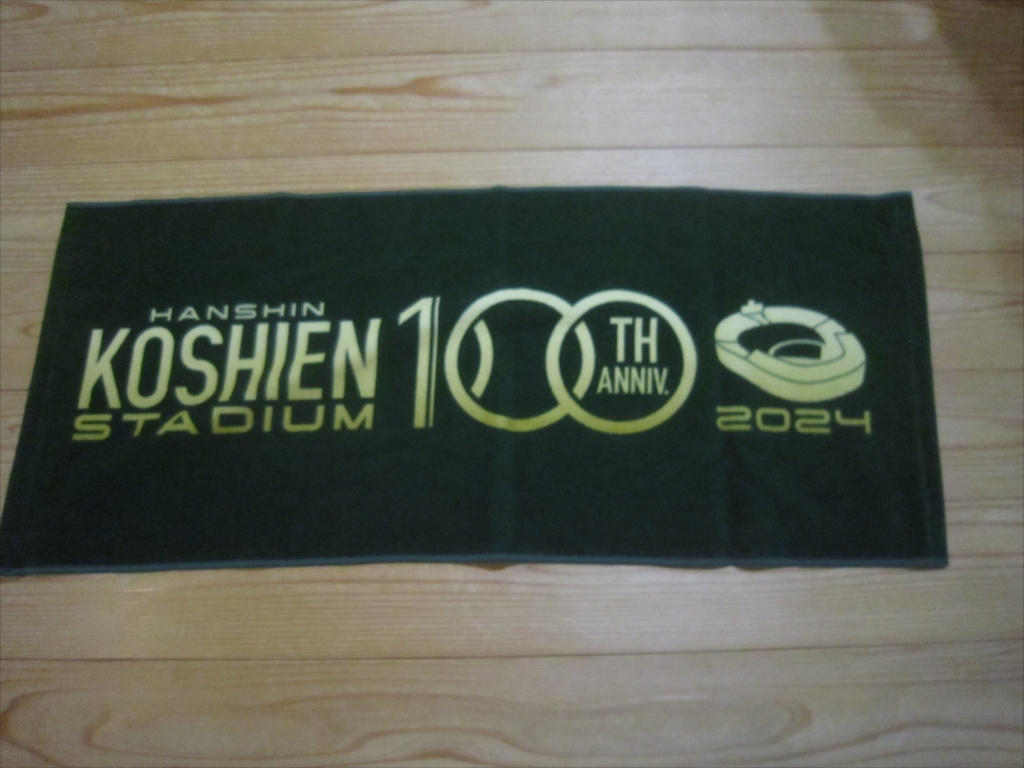 HANSHIN
KOSHIEN
STADIUM
100
TH
ANNIV.
2024